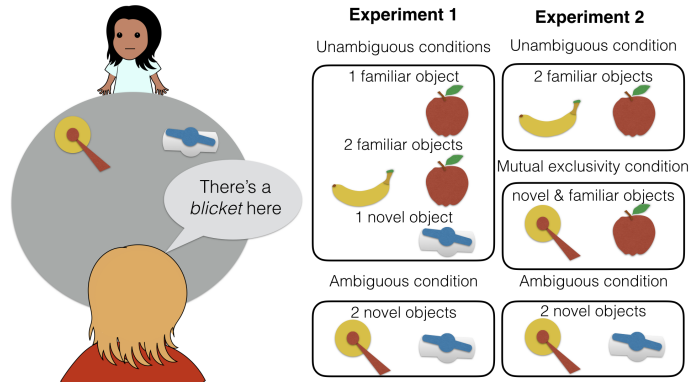 There's a
blicket here
Experiment 1
Unambiguous conditions
1 familiar object
2 familiar objects
1 novel object
Ambiguous condition
2 novel objects
Experiment 2
Unambiguous condition
2 familiar objects
Mutual exclusivity condition
novel & familiar objects
Ambiguous condition
2 novel objects